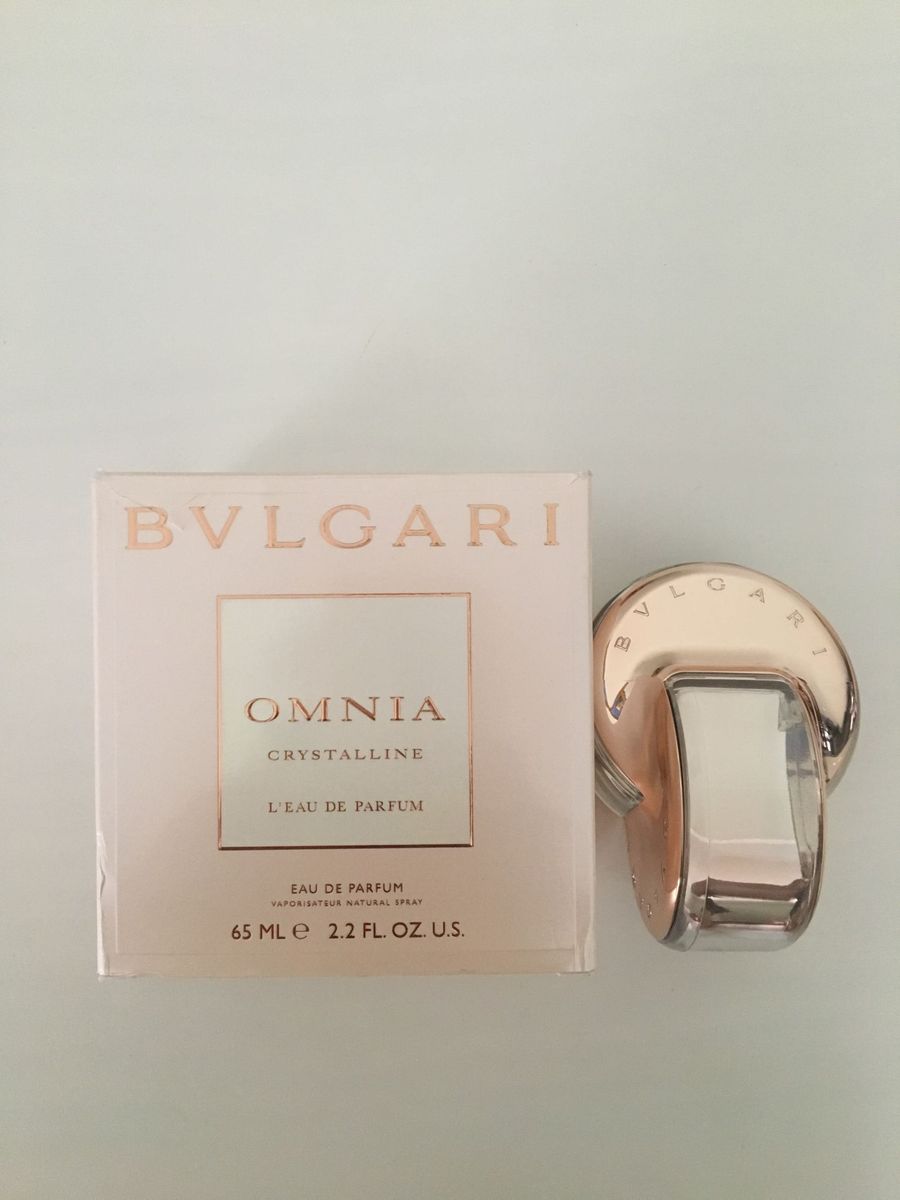 BVLGARI
OMNIA
CRYSTALLINE
L'EAU DE PARFUM
EAU DE PARFUM
VAPORISATEUR NATURAL SPRAY
65 ML ℮ 2.2 FL. OZ. U.S.
BVLGARI